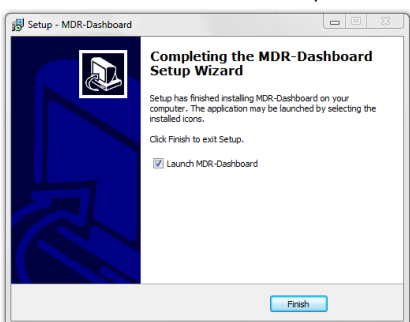 Setup - MDR-Dashboard
Completing the MDR-Dashboard
Setup Wizard
Setup has finished installing MDR-Dashboard on your
computer. The application may be launched by selecting the
installed icons.
Click Finish to exit Setup.
Launch MDR-Dashboard
Finish